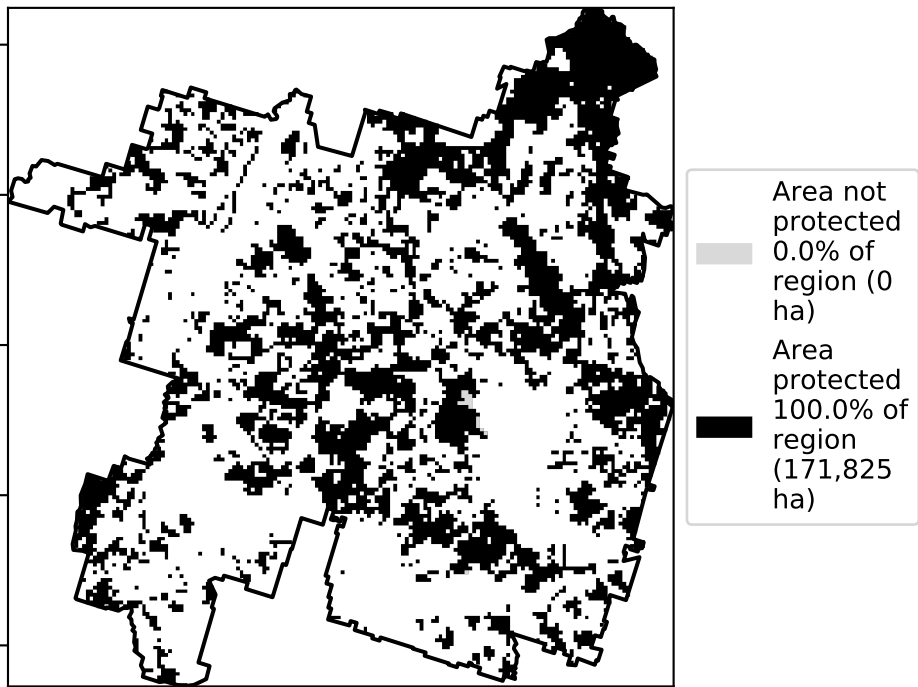 Area not
protected
0.0% of
region (0
ha)
Area
protected
100.0% of
region
(171,825
ha)